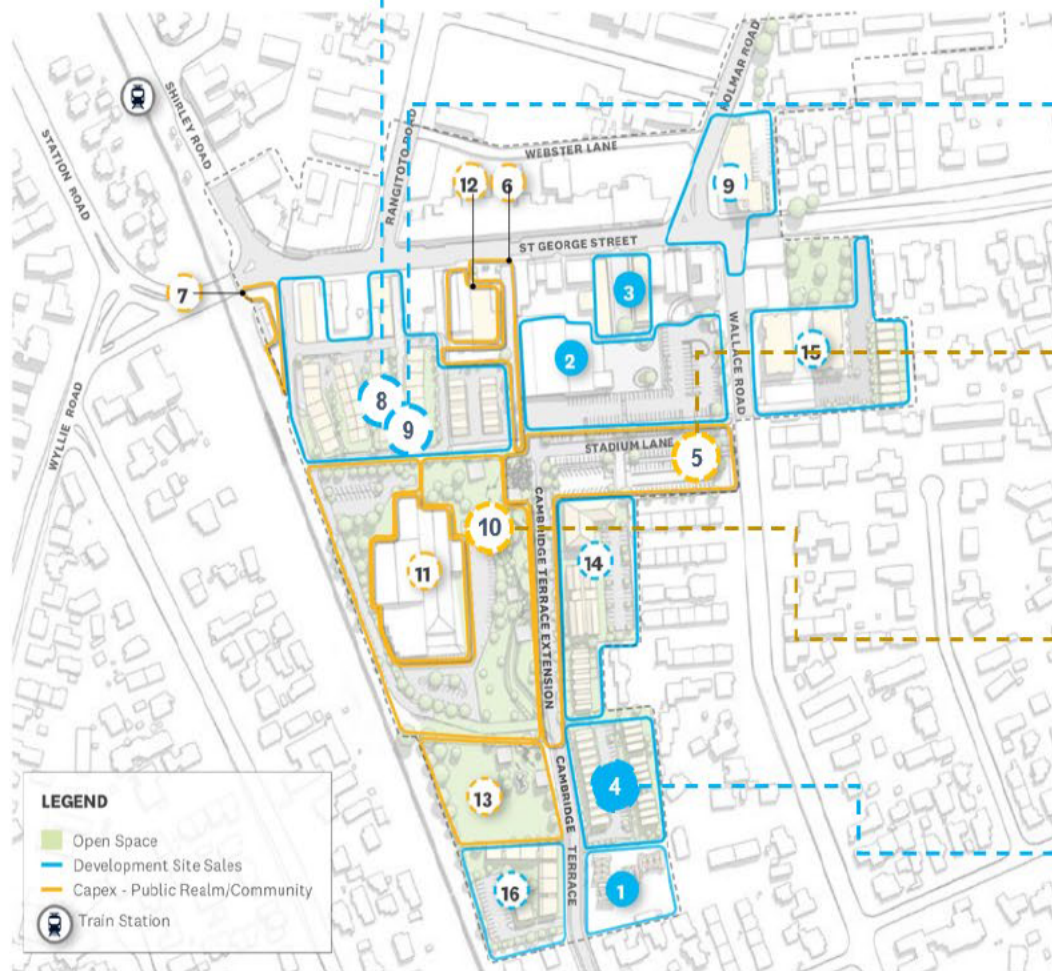 KOLMAR ROAD
SHIRLEY ROAD
STATION ROAD
RANGITOTO ROAD
WEBSTER LANE
12
6
9
ST GEORGE STREET
7
3
2
WALLACE ROAD
15
8
9
WYLLIE ROAD
STADIUM LANE
5
10
CAMBRIDGE TERRACE EXTENSION
11
14
13
CAMBRIDGE TERRACE
4
16
1
LEGEND
Open Space
Development Site Sales
Capex - Public Realm/Community
Train Station